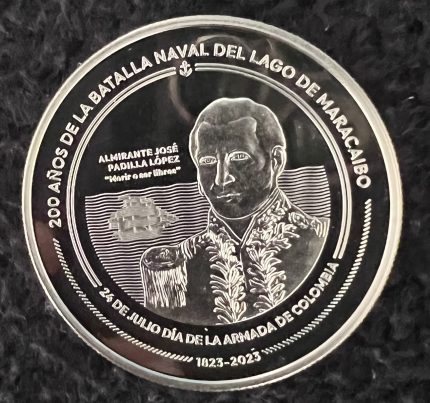 200 AÑOS DE LA BATALLA NAVAL DEL LAGO DE MARACAIBO
ALMIRANTE JOSÉ
PADILLA LÓPEZ
"Morir o ser libres"
24 DE JULIO DÍA DE LA ARMADA DE COLOMBIA
1823-2023